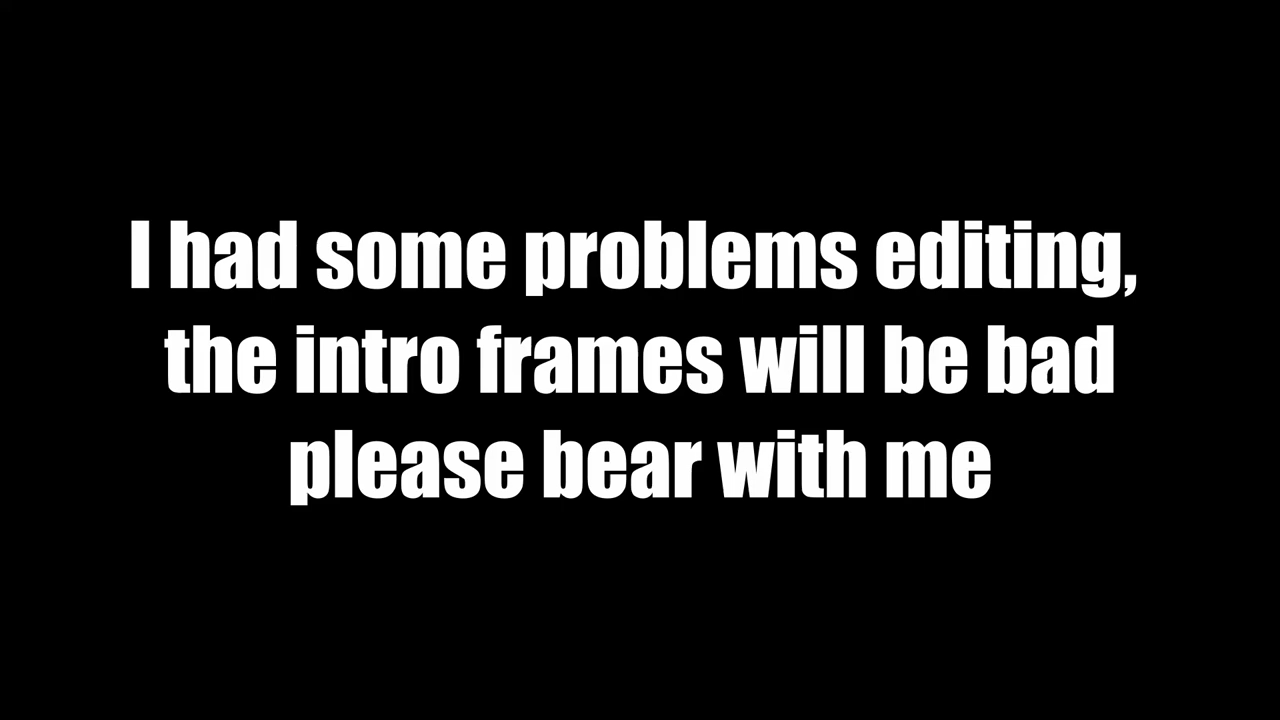 I had some problems editing,
the intro frames will be bad
please bear with me